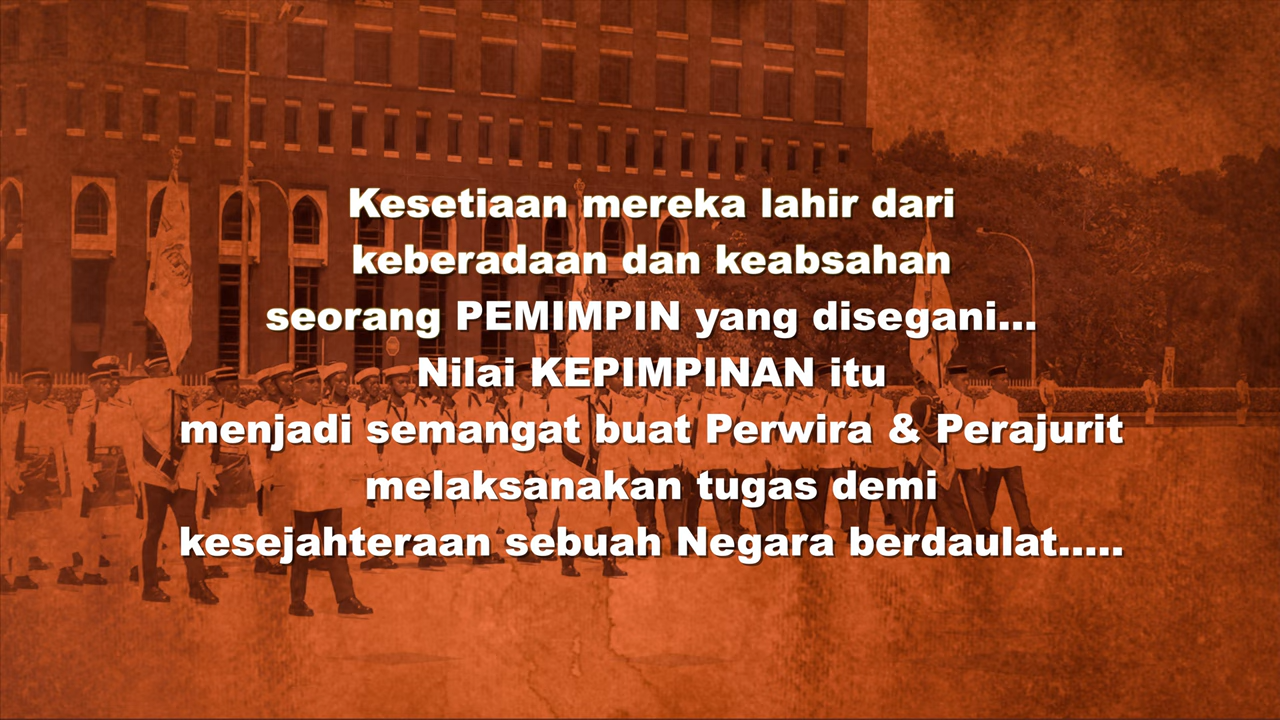 Kesetiaan mereka lahir dari
keberadaan dan keabsahan
seorang PEMIMPIN yang disegani...
Nilai KEPIMPINAN itu
menjadi semangat buat Perwira & Perajurit
melaksanakan tugas demi
kesejahteraan sebuah Negara berdaulat.....